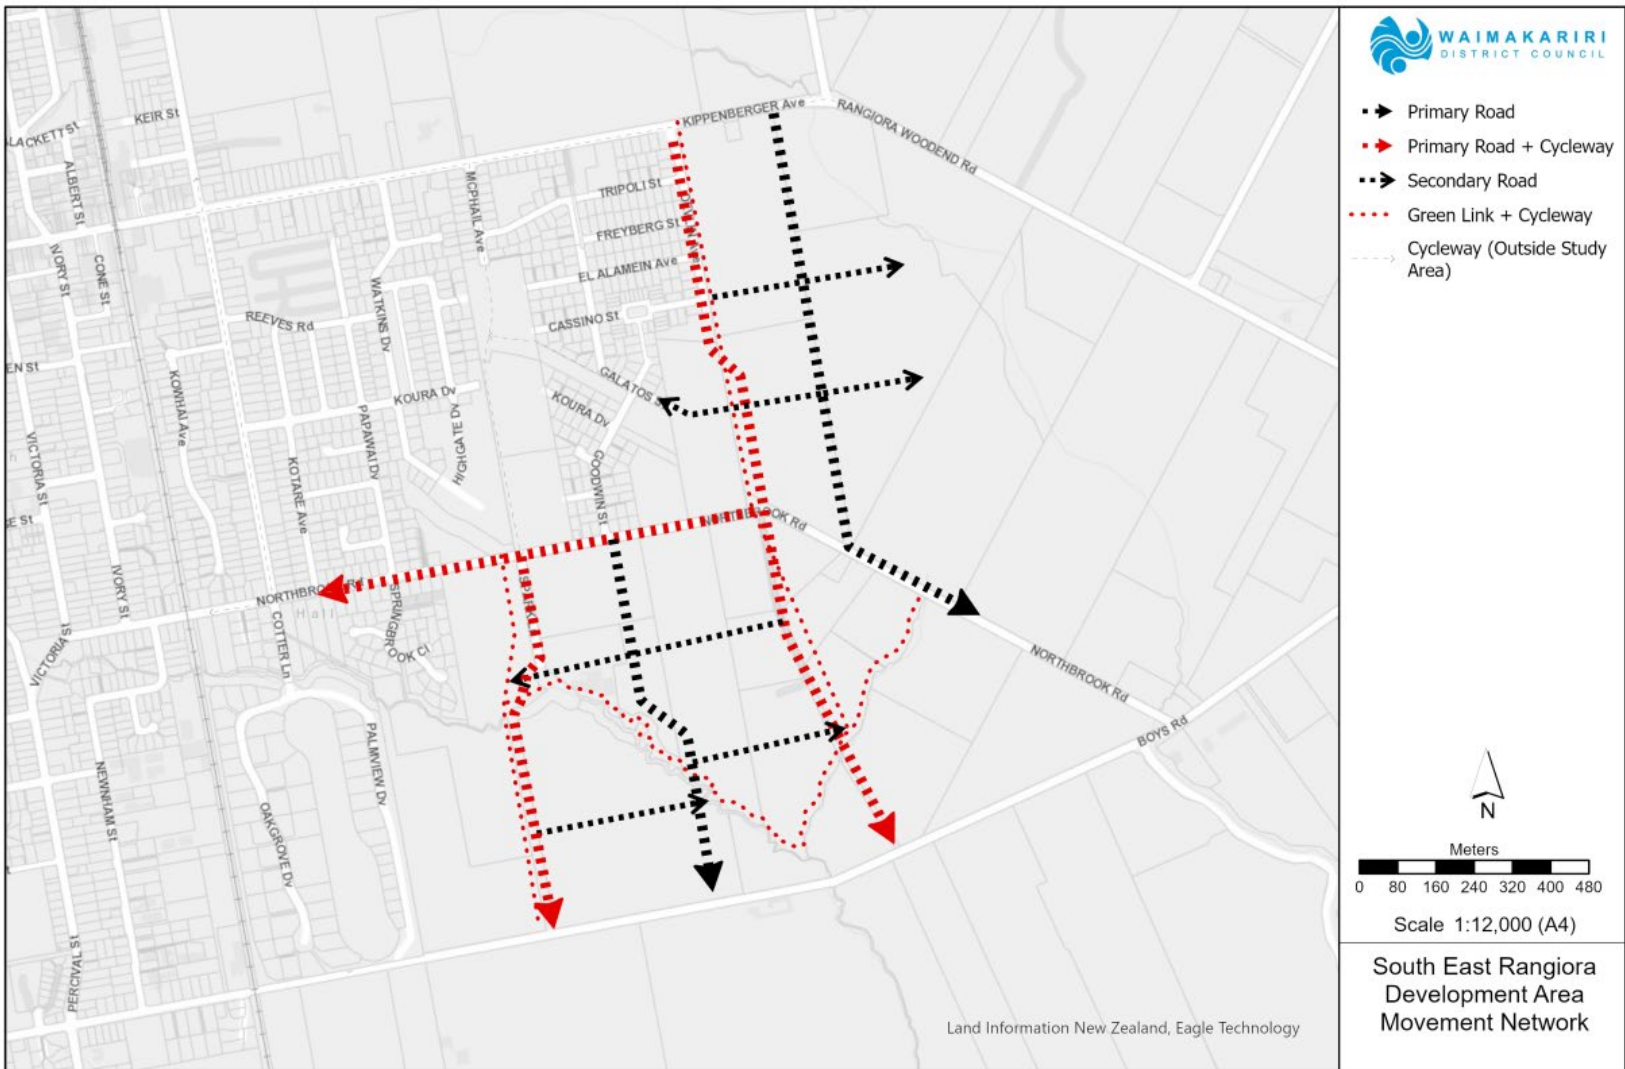 WAIMAKARIRI
DISTRICT COUNCIL
Primary Road
Primary Road + Cycleway
Secondary Road
Green Link + Cycleway
Cycleway (Outside Study
Area)
KEIR St
ALBERT St
IVORY St
CONE St
KIPPENBERGER Ave
RANGIORA WOODEND Rd
MCPHAIL Ave
TRIPOLI St
FREYBERG St
EL ALAMEIN Ave
CASSINO St
REEVES Rd
WATKINS Dv
KOWHAI Ave
EN St
GALATOS S
KOURA Dv
KOURA Dv
PAPAWAI Dv
HIGHGATE Dv
KOTARE Ave
VICTORIA St
GOODWIN St
SE St
NORTHBROOK Rd
IVORY St
NORTHBRO
Rd
Hall
SPARK
SPRINGBROOK Cl
COTTER Ln
VICTORIA St
NORTHBROOK Rd
BOYS Rd
PALMVIEW Dv
NEWNHAM St
OAKGROVE Dv
PERCIVAL St
N
Meters
0 80 160 240 320 400 480
Scale 1:12,000 (A4)
South East Rangiora
Development Area
Movement Network
Land Information New Zealand, Eagle Technology